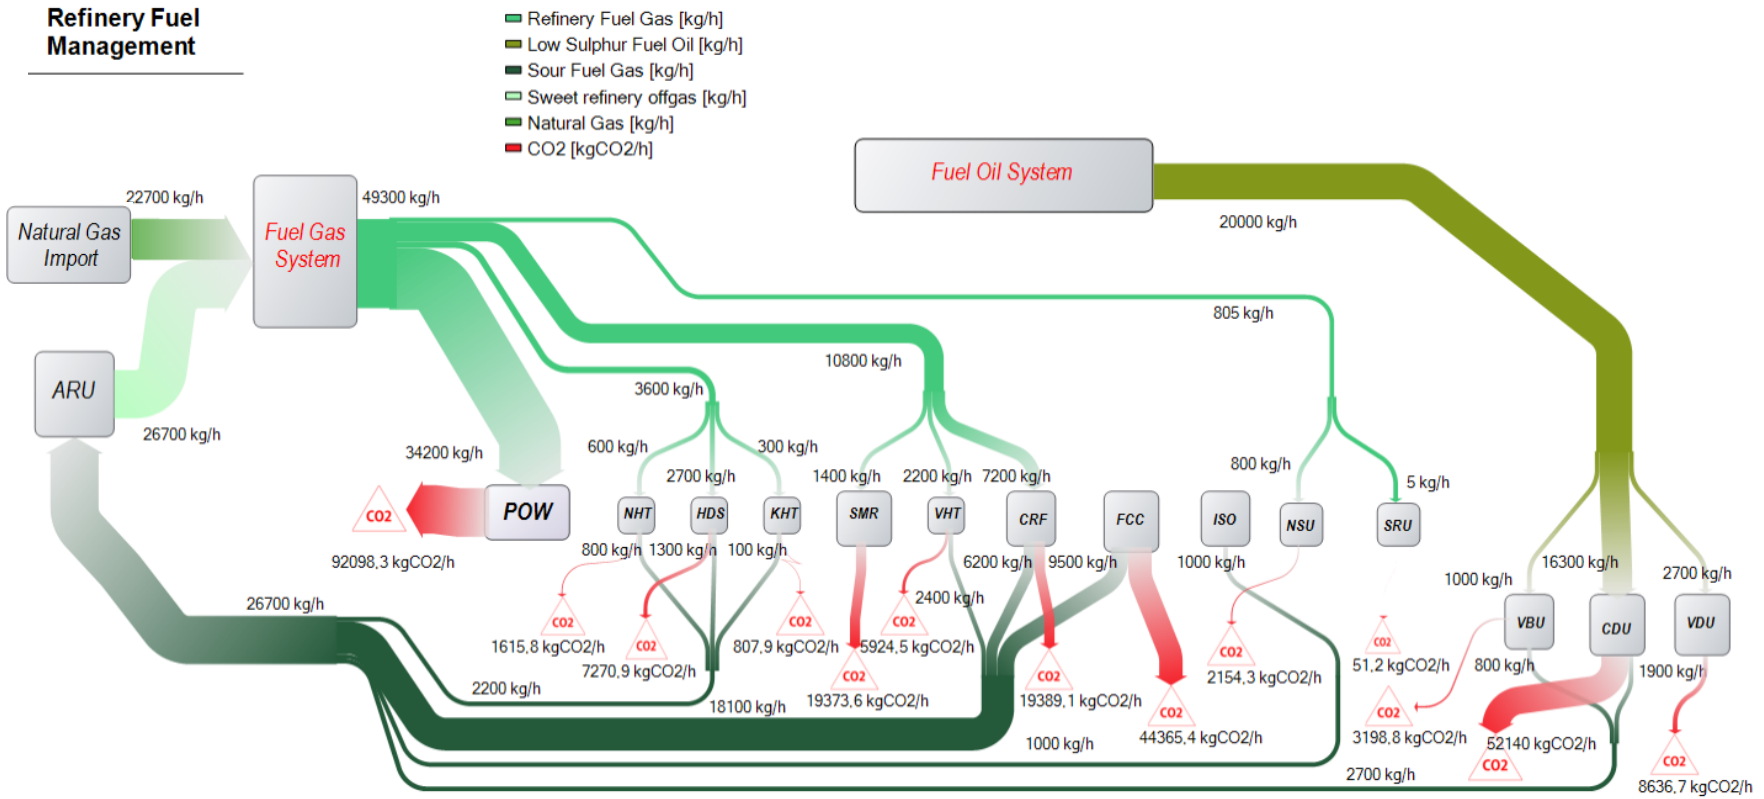 Refinery Fuel
Management
Refinery Fuel Gas [kg/h]
Low Sulphur Fuel Oil [kg/h]
Sour Fuel Gas [kg/h]
Sweet refinery offgas [kg/h]
Natural Gas [kg/h]
CO2 [kgCO2/h]
Fuel Oil System
20000 kg/h
22700 kg/h
49300 kg/h
Natural Gas
Import
Fuel Gas
System
805 kg/h
10800 kg/h
3600 kg/h
ARU
26700 kg/h
34200 kg/h
600 kg/h
300 kg/h
2700 kg/h
1400 kg/h
2200 kg/h
7200 kg/h
800 kg/h
5 kg/h
CO2
POW
NHT
HDS
KHT
SMR
VHT
CRF
FCC
ISO
NSU
SRU
92098,3 kgCO2/h
800 kg/h
1300 kg/h
100 kg/h
6200 kg/h
9500 kg/h
1000 kg/h
16300 kg/h
1000 kg/h
2700 kg/h
26700 kg/h
2400 kg/h
CO2
CO2
CO2
VBU
CDU
VDU
1615,8 kgCO2/h
CO2
807,9 kgCO2/h
5924,5 kgCO2/h
CO2
CO2
7270,9 kgCO2/h
CO2
CO2
2154,3 kgCO2/h
51,2 kgCO2/h
800 kg/h
1900 kg/h
2200 kg/h
18100 kg/h
19373,6 kgCO2/h
19389,1 kgCO2/h
CO2
CO2
44365,4 kgCO2/h
3198,8 kgCO2/h
1000 kg/h
52140 kgCO2/h
CO2
CO2
2700 kg/h
8636,7 kgCO2/h